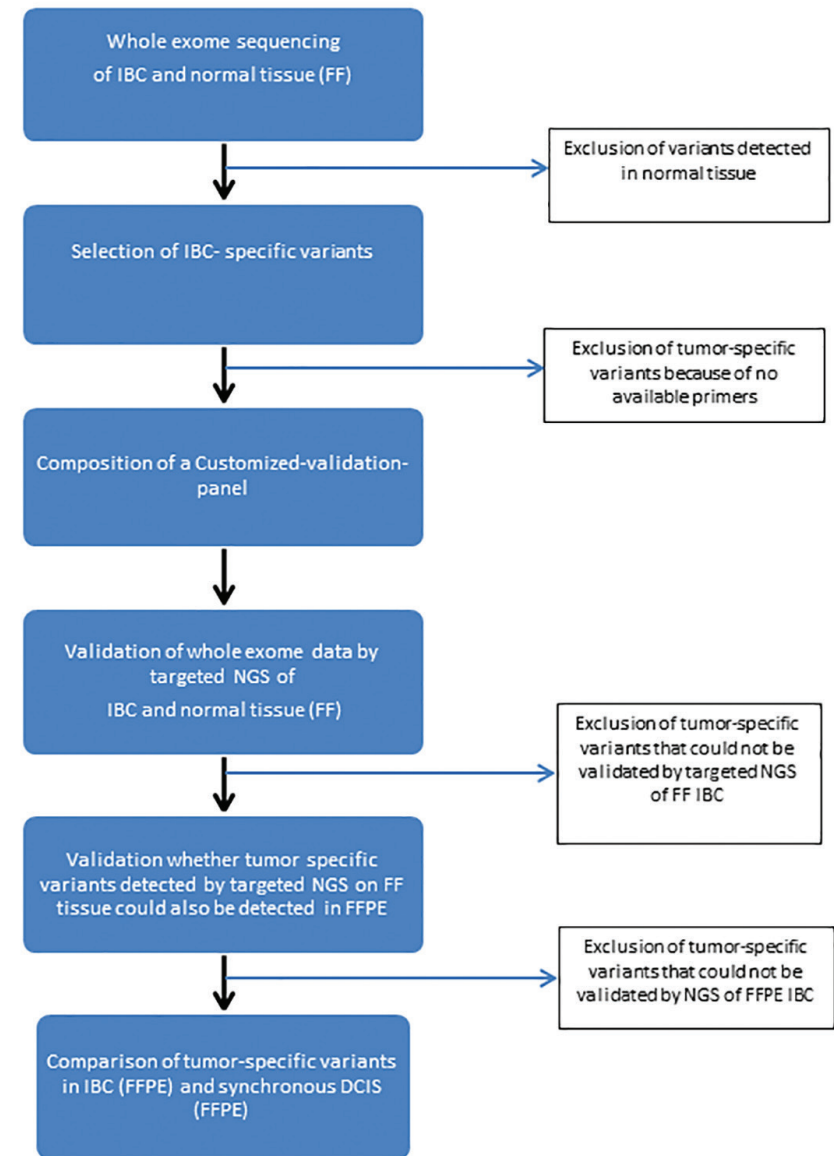 Whole exome sequencing
of IBC and normal tissue (FF)
Exclusion of variants detected
in normal tissue
Selection of IBC- specific variants
Exclusion of tumor-specific
variants because of no
available primers
Composition of a Customized-validation-
panel
Validation of whole exome data by
targeted NGS of
IBC and normal tissue (FF)
Exclusion of tumor-specific
variants that could not be
validated by targeted NGS
of FF IBC
Validation whether tumor specific
variants detected by targeted NGS on FF
tissue could also be detected in FFPE
Exclusion of tumor-specific
variants that could not be
validated by NGS of FFPE IBC
Comparison of tumor-specific variants
in IBC (FFPE) and synchronous DCIS
(FFPE)